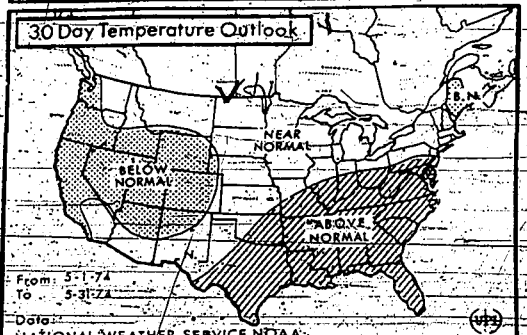 30 Day Temperature Outlook
B.N.
NEAR
NORMAL
BELOW
NORMAL
ABOVE
NORMAL
From: 5-1-74
To 5-31-74
Data:
NATIONAL WEATHER SERVICE NOAA
UPI